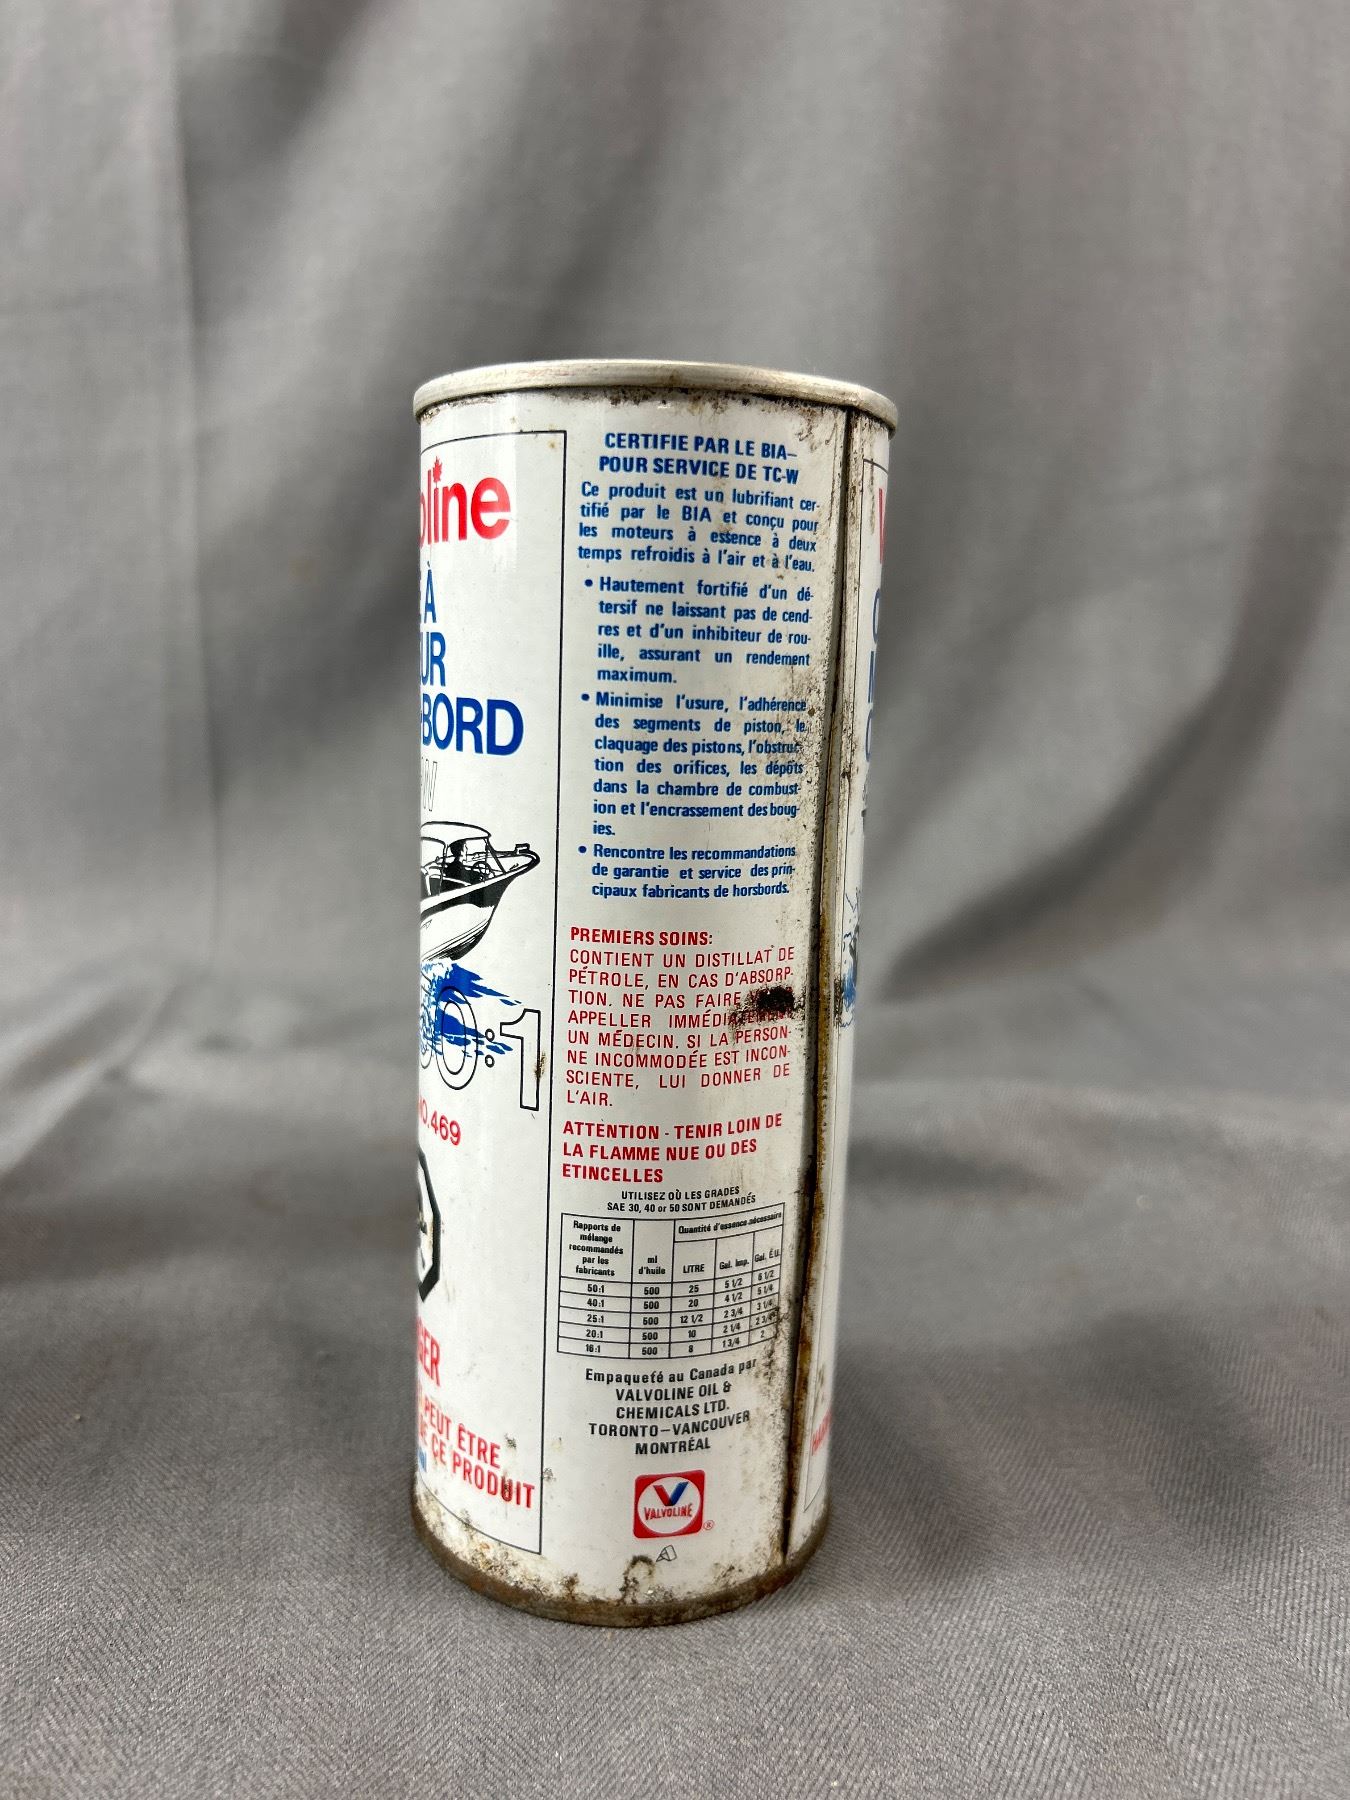 oline
À
UR
BORD
W
0:1
NO.469
GER
PEUT ÊTRE
DE CE PRODUIT
ml
CERTIFIE PAR LE BIA–
POUR SERVICE DE TC-W
Ce produit est un lubrifiant cer-
tifié par le BIA et conçu pour
les moteurs à essence à deux
temps refroidis à l'air et à l'eau.
• Hautement fortifié d'un dé-
tersif ne laissant pas de cend-
res et d'un inhibiteur de rou-
ille, assurant un rendement
maximum.
• Minimise l'usure, l'adhérence
des segments de piston, le
claquage des pistons, l'obstruc-
tion des orifices, les dépôts
dans la chambre de combust-
ion et l'encrassement des boug-
ies.
• Rencontre les recommandations
de garantie et service des prin-
cipaux fabricants de horsbords.
PREMIERS SOINS:
CONTIENT UN DISTILLAT DE
PÉTROLE, EN CAS D'ABSORP-
TION. NE PAS FAIRE
APPELLER IMMÉDIATEMENT
UN MÉDECIN. SI LA PERSON-
NE INCOMMODÉE EST INCON-
SCIENTE, LUI DONNER DE
L'AIR.
ATTENTION - TENIR LOIN DE
LA FLAMME NUE OU DES
ETINCELLES
UTILISEZ OÙ LES GRADES
SAE 30, 40 or 50 SONT DEMANDÉS
Rapports de mélange recommandés par les fabricants ml d'huile Quantité d'essence nécessaire
LITRE Gal. Imp. Gal. É.U.
50:1 500 25 5 1/2 6 1/2
40:1 500 20 4 1/2 5 1/4
25:1 500 12 1/2 2 3/4 3 1/4
20:1 500 10 2 1/4 2 3/4
16:1 500 8 1 3/4 2
Empaqueté au Canada par
VALVOLINE OIL &
CHEMICALS LTD.
TORONTO–VANCOUVER
MONTRÉAL
VALVOLINE
®